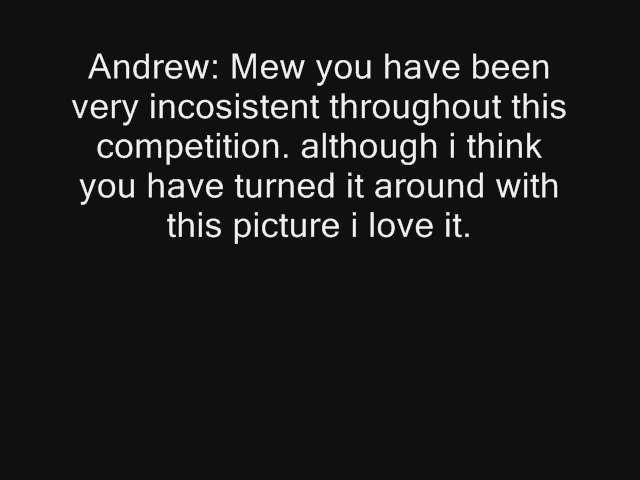 Andrew: Mew you have been
very incosistent throughout this
competition. although i think
you have turned it around with
this picture i love it.